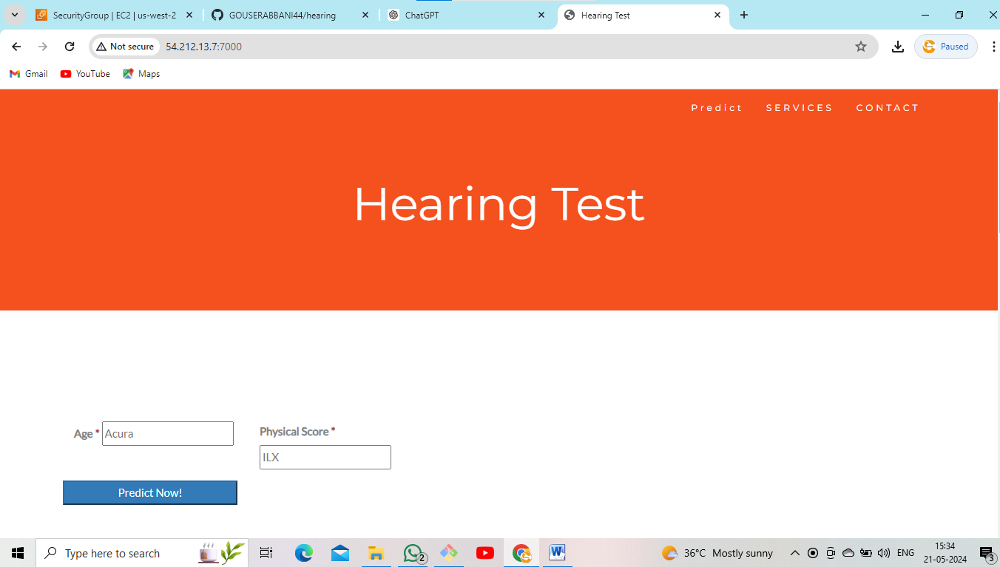 SecurityGroup | EC2 | us-west-2
GOUSERABBANI44/hearing
ChatGPT
Hearing Test
Not secure
54.212.13.7:7000
Paused
Gmail
YouTube
Maps
Predict
SERVICES
CONTACT
Hearing Test
Age *
Acura
Physical Score *
ILX
Predict Now!
Type here to search
2
36°C Mostly sunny
ENG
15:34
21-05-2024
3